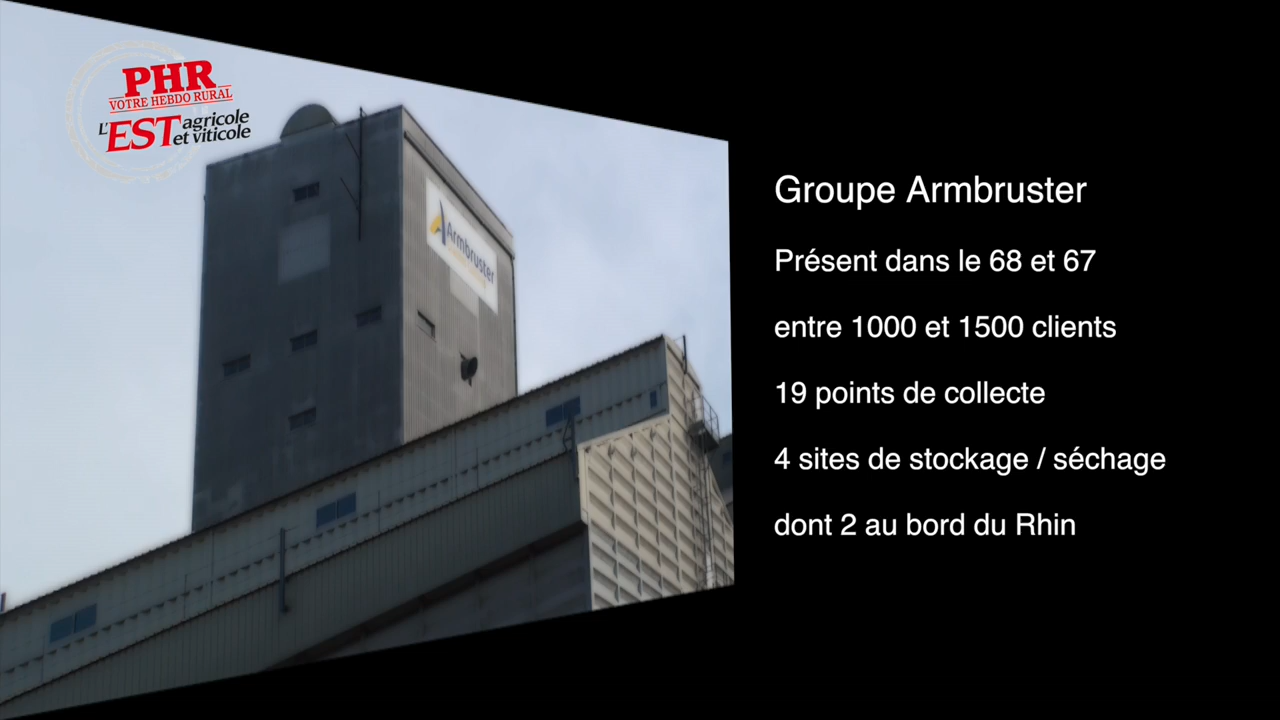 PHR
VOTRE HEBDO RURAL
L'EST agricole et viticole
Armbruster
Groupe Armbruster
Présent dans le 68 et 67
entre 1000 et 1500 clients
19 points de collecte
4 sites de stockage / séchage
dont 2 au bord du Rhin